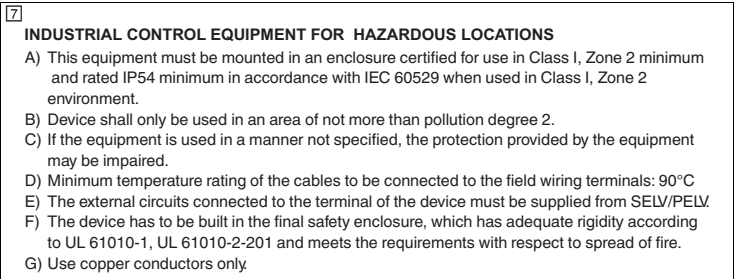 7
INDUSTRIAL CONTROL EQUIPMENT FOR HAZARDOUS LOCATIONS
A) This equipment must be mounted in an enclosure certified for use in Class I, Zone 2 minimum
and rated IP54 minimum in accordance with IEC 60529 when used in Class I, Zone 2
environment.
B) Device shall only be used in an area of not more than pollution degree 2.
C) If the equipment is used in a manner not specified, the protection provided by the equipment
may be impaired.
D) Minimum temperature rating of the cables to be connected to the field wiring terminals: 90°C
E) The external circuits connected to the terminal of the device must be supplied from SELV/PELV.
F) The device has to be built in the final safety enclosure, which has adequate rigidity according
to UL 61010-1, UL 61010-2-201 and meets the requirements with respect to spread of fire.
G) Use copper conductors only.